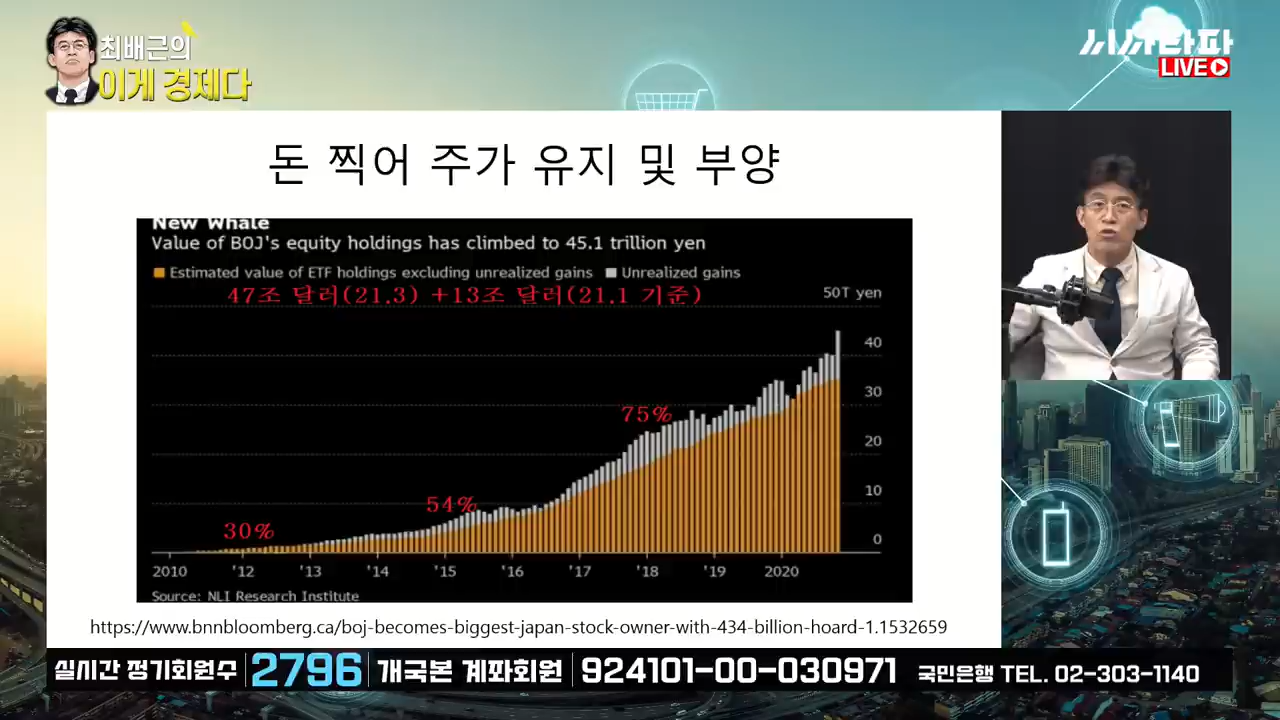 최배근의
이게 경제다
시사타파
LIVE
돈 찍어 주가 유지 및 부양
New Whale
Value of BOJ's equity holdings has climbed to 45.1 trillion yen
Estimated value of ETF holdings excluding unrealized gains Unrealized gains
47조 달러(21.3) +13조 달러(21.1 기준)
50T yen
40
30
75%
20
54%
10
30%
0
2010 '12 '13 '14 '15 '16 '17 '18 '19 2020
Source: NLI Research Institute
https://www.bnnbloomberg.ca/boj-becomes-biggest-japan-stock-owner-with-434-billion-hoard-1.1532659
실시간 정기회원수 2796 개국본 계좌회원 924101-00-030971 국민은행 TEL. 02-303-1140